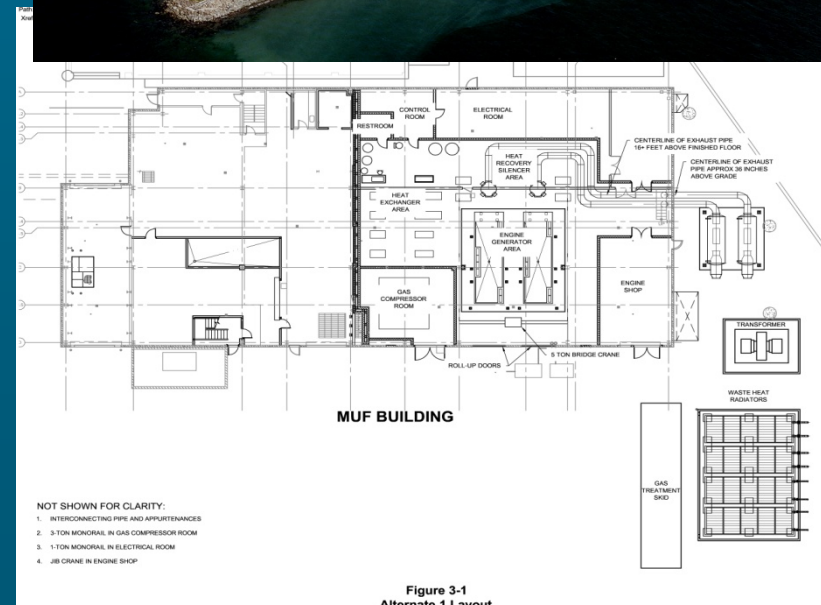 CONTROL
ROOM
ELECTRICAL
ROOM
RESTROOM
HEAT
RECOVERY
SILENCER
AREA
CENTERLINE OF EXHAUST PIPE
16+ FEET ABOVE FINISHED FLOOR
CENTERLINE OF EXHAUST
PIPE APPROX 36 INCHES
ABOVE GRADE
HEAT
EXCHANGER
AREA
ENGINE
GENERATOR
AREA
GAS
COMPRESSOR
ROOM
ENGINE
SHOP
TRANSFORMER
5 TON BRIDGE CRANE
ROLL-UP DOORS
WASTE HEAT
RADIATORS
MUF BUILDING
GAS
TREATMENT
SKID
NOT SHOWN FOR CLARITY:
1. INTERCONNECTING PIPE AND APPURTENANCES
2. 3-TON MONORAIL IN GAS COMPRESSOR ROOM
3. 1-TON MONORAIL IN ELECTRICAL ROOM
4. JIB CRANE IN ENGINE SHOP
Figure 3-1
Alternate 1 Layout